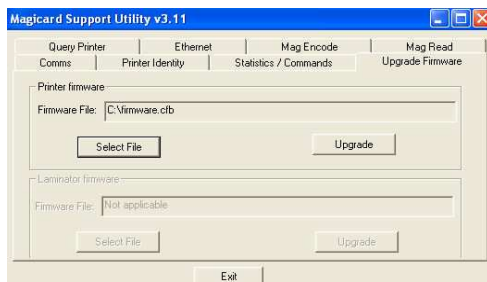 Magicard Support Utility v3.11
Query Printer Ethernet Mag Encode Mag Read
Comms Printer Identity Statistics / Commands Upgrade Firmware
Printer firmware
Firmware File: C:\firmware.cfb
Select File Upgrade
Laminator firmware
Firmware File: Not applicable
Select File Upgrade
Exit